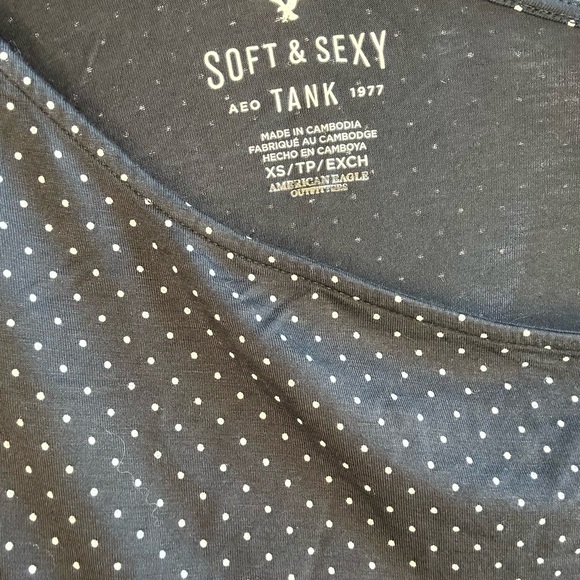 SOFT & SEXY
AEO TANK 1977
MADE IN CAMBODIA
FABRIQUÉ AU CAMBODGE
HECHO EN CAMBOYA
XS/TP/EXCH
AMERICAN EAGLE
OUTFITTERS